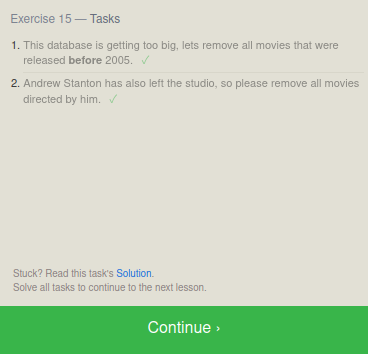 Exercise 15 — Tasks
1. This database is getting too big, lets remove all movies that were
released before 2005. ✓
2. Andrew Stanton has also left the studio, so please remove all movies
directed by him. ✓
Stuck? Read this task's Solution.
Solve all tasks to continue to the next lesson.
Continue ›